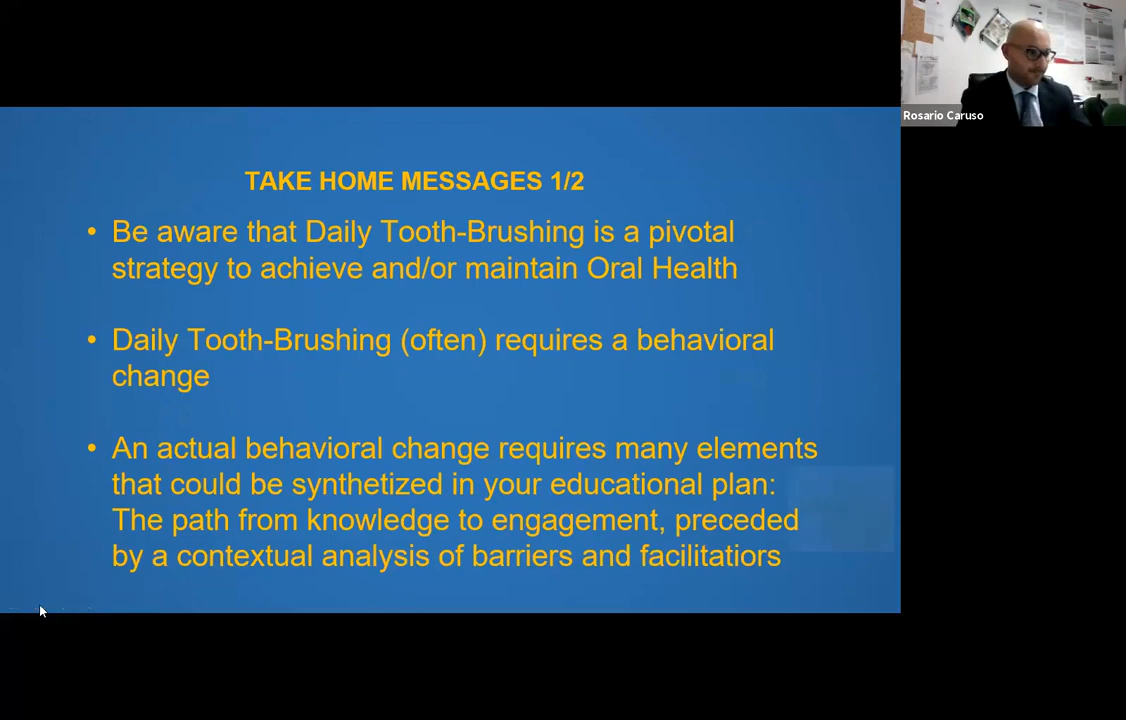 Rosario Caruso
TAKE HOME MESSAGES 1/2
• Be aware that Daily Tooth-Brushing is a pivotal
strategy to achieve and/or maintain Oral Health
• Daily Tooth-Brushing (often) requires a behavioral
change
• An actual behavioral change requires many elements
that could be synthetized in your educational plan:
The path from knowledge to engagement, preceded
by a contextual analysis of barriers and facilitatiors